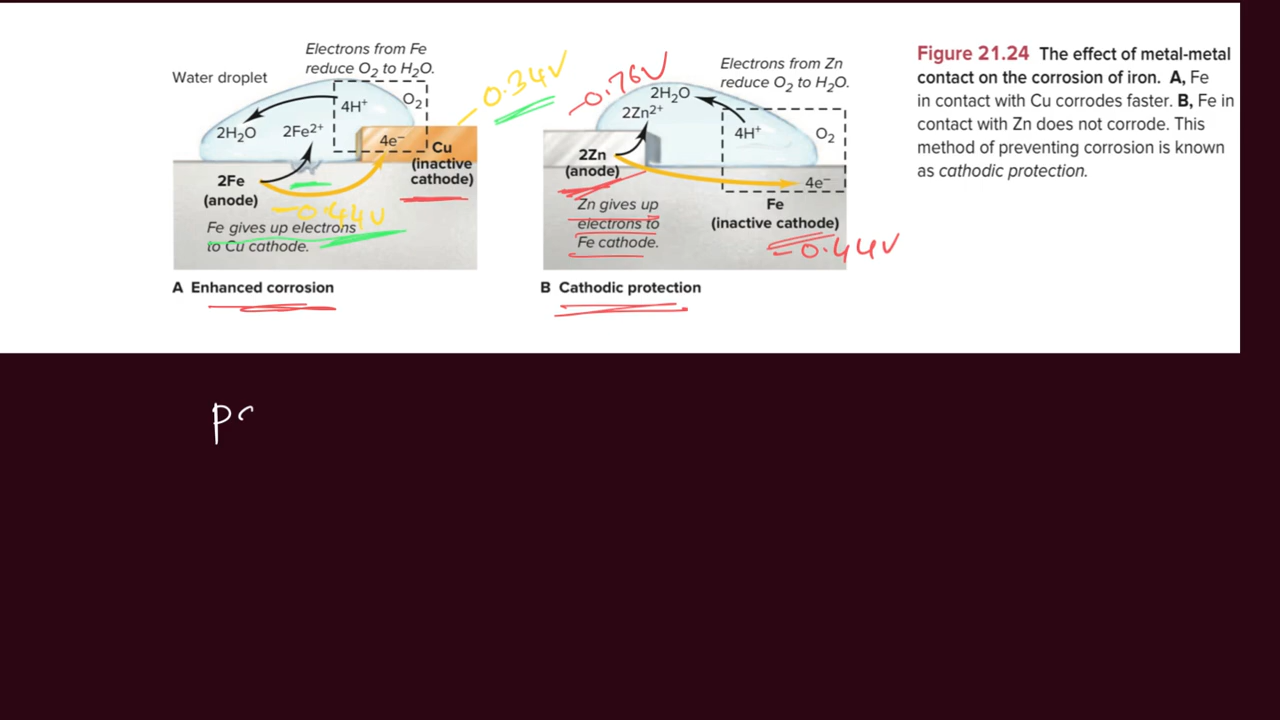 Electrons from Fe
reduce O₂ to H₂O.
Water droplet
4H⁺
O₂
2H₂O
2Fe²⁺
4e⁻
Cu
(inactive
cathode)
2Fe
(anode)
Fe gives up electrons
to Cu cathode.
0.34V
-0.44V
A Enhanced corrosion
-0.76V
Electrons from Zn
reduce O₂ to H₂O.
2H₂O
2Zn²⁺
4H⁺
O₂
2Zn
(anode)
4e⁻
Zn gives up
electrons to
Fe cathode.
Fe
(inactive cathode)
-0.44V
B Cathodic protection
Figure 21.24 The effect of metal-metal
contact on the corrosion of iron. A, Fe
in contact with Cu corrodes faster. B, Fe in
contact with Zn does not corrode. This
method of preventing corrosion is known
as cathodic protection.